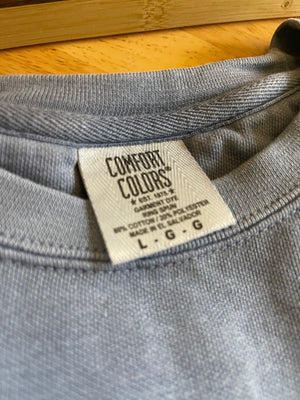 COMFORT
COLORS®
★ EST. 1975 ★
GARMENT DYE
RING SPUN
80% COTTON / 20% POLYESTER
MADE IN EL SALVADOR
L - G - G